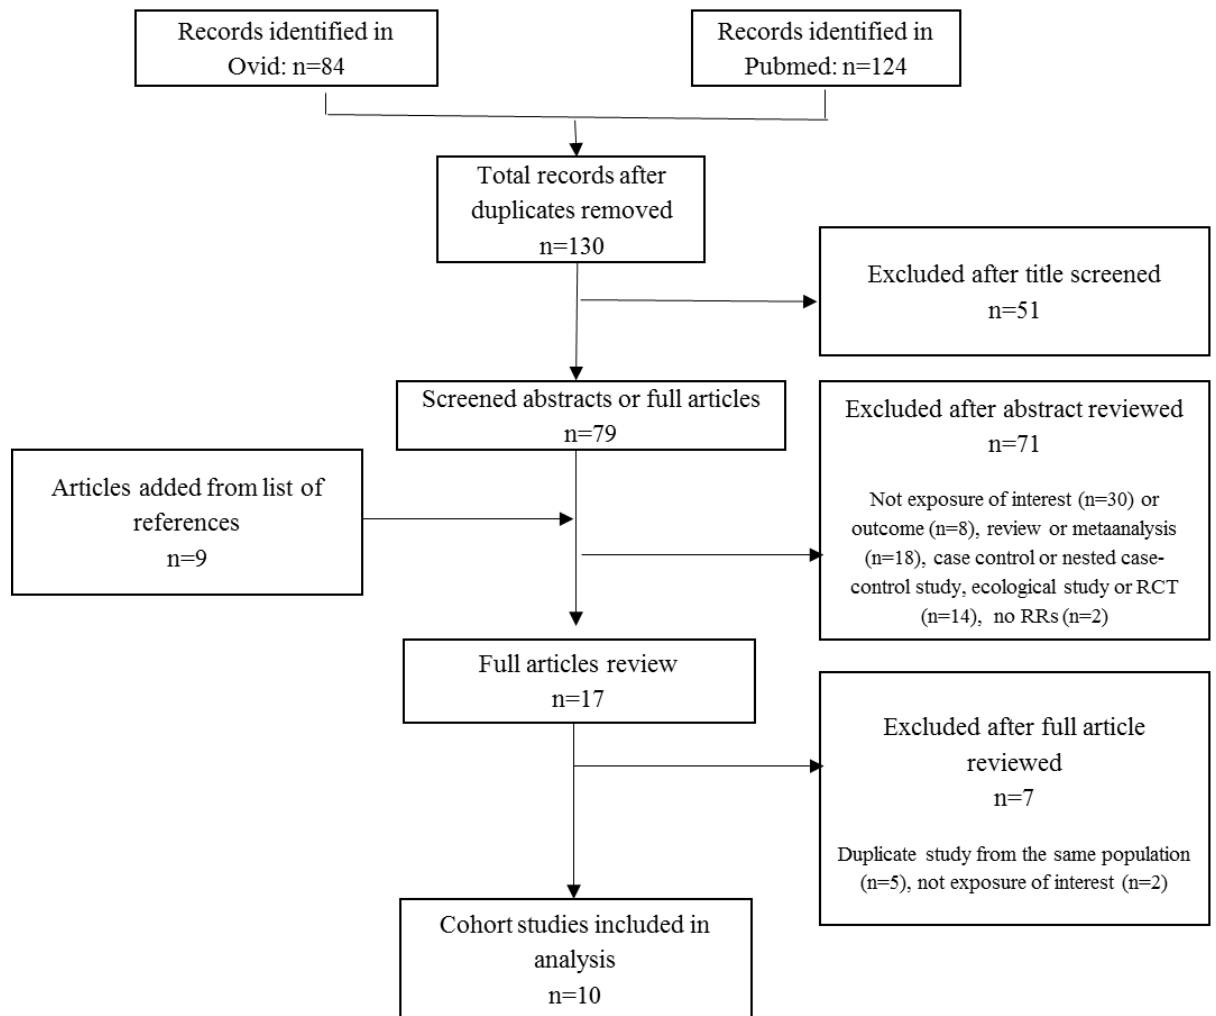 Records identified in
Ovid: n=84
Records identified in
Pubmed: n=124
Total records after
duplicates removed
n=130
Excluded after title screened
n=51
Screened abstracts or full articles
n=79
Excluded after abstract reviewed
n=71
Not exposure of interest (n=30) or
outcome (n=8), review or metaanalysis
(n=18), case control or nested case-
control study, ecological study or RCT
(n=14), no RRs (n=2)
Articles added from list of
references
n=9
Full articles review
n=17
Excluded after full article
reviewed
n=7
Duplicate study from the same population
(n=5), not exposure of interest (n=2)
Cohort studies included in
analysis
n=10